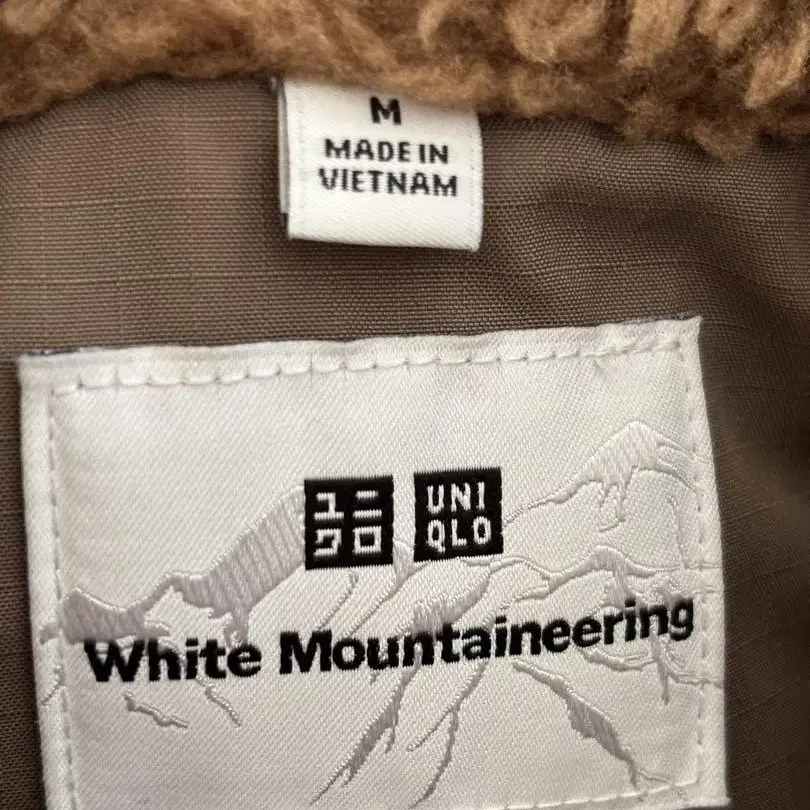 M
MADE IN
VIETNAM
ユニ
クロ
UNI
QLO
White Mountaineering